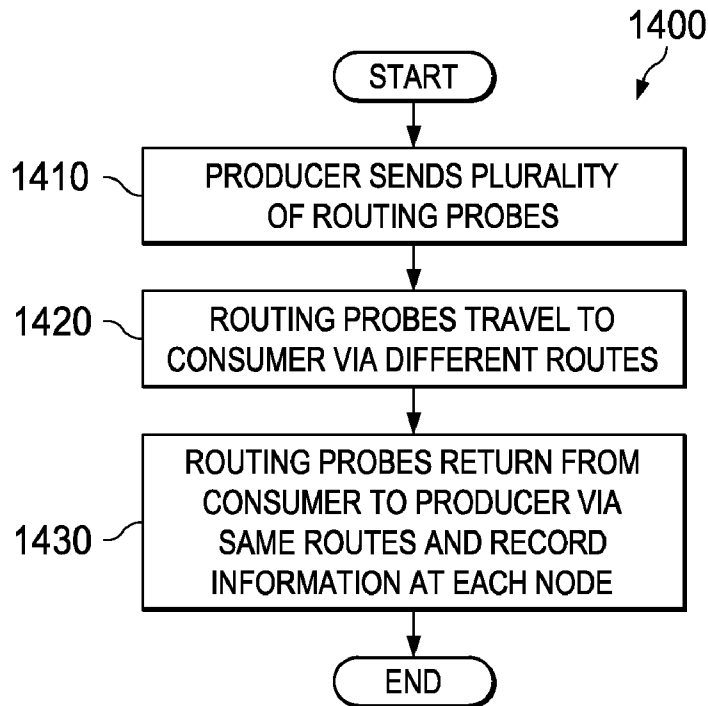 1400
START
1410
PRODUCER SENDS PLURALITY
OF ROUTING PROBES
1420
ROUTING PROBES TRAVEL TO
CONSUMER VIA DIFFERENT ROUTES
1430
ROUTING PROBES RETURN FROM
CONSUMER TO PRODUCER VIA
SAME ROUTES AND RECORD
INFORMATION AT EACH NODE
END